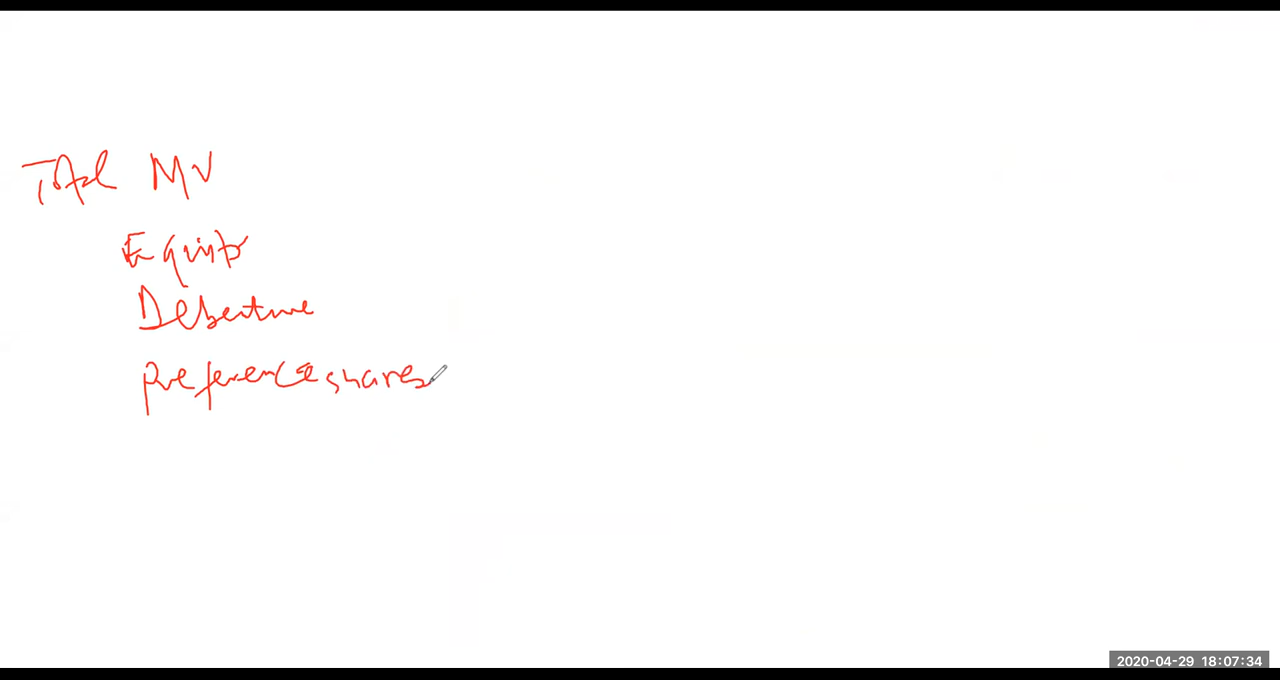 Total MV
Equity
Debenture
preference shares
2020-04-29 18:07:34